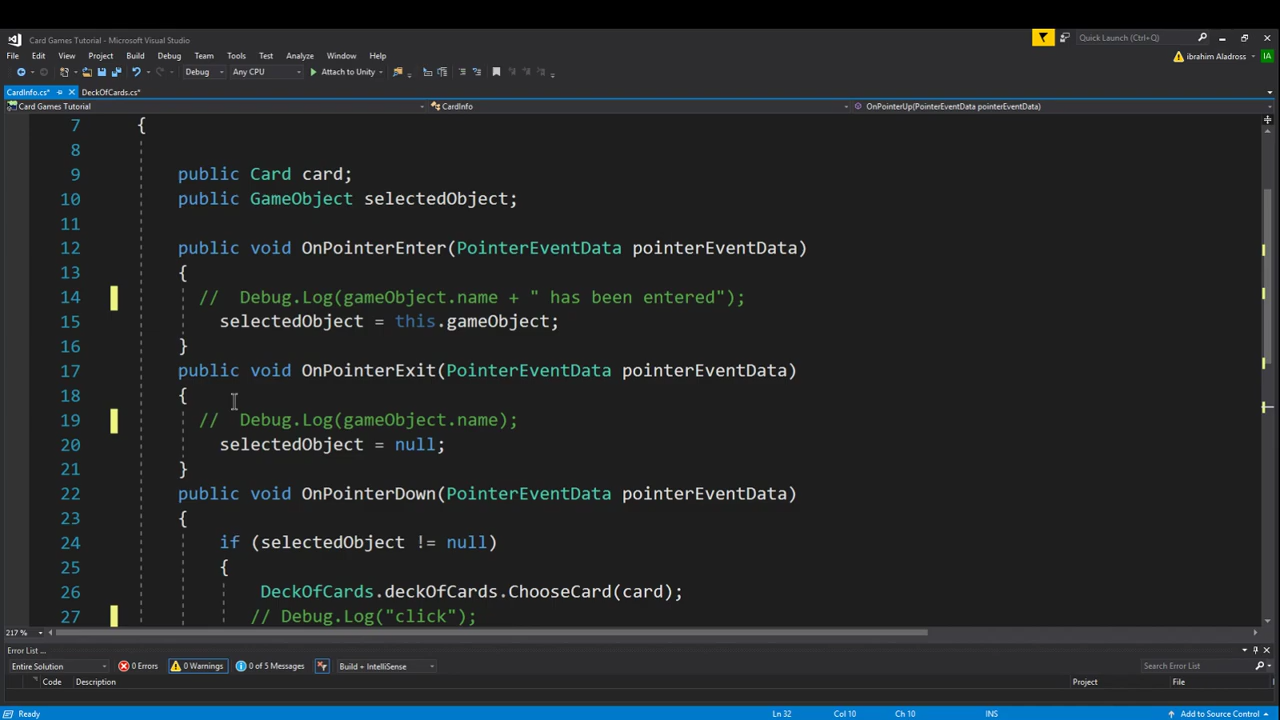 Card Games Tutorial - Microsoft Visual Studio
Quick Launch (Ctrl+Q)
File Edit View Project Build Debug Team Tools Test Analyze Window Help
ibrahim Aladross IA
Debug Any CPU Attach to Unity
CardInfo.cs* DeckOfCards.cs*
Card Games Tutorial CardInfo OnPointerUp(PointerEventData pointerEventData)
7 {
8
9 public Card card;
10 public GameObject selectedObject;
11
12 public void OnPointerEnter(PointerEventData pointerEventData)
13 {
14 // Debug.Log(gameObject.name + " has been entered");
15 selectedObject = this.gameObject;
16 }
17 public void OnPointerExit(PointerEventData pointerEventData)
18 {
19 // Debug.Log(gameObject.name);
20 selectedObject = null;
21 }
22 public void OnPointerDown(PointerEventData pointerEventData)
23 {
24 if (selectedObject != null)
25 {
26 DeckOfCards.deckOfCards.ChooseCard(card);
27 // Debug.Log("click");
217 %
Error List ...
Entire Solution 0 Errors 0 Warnings 0 of 5 Messages Build + IntelliSense Search Error List
Code Description Project File
Ready Ln 32 Col 10 Ch 10 INS Add to Source Control